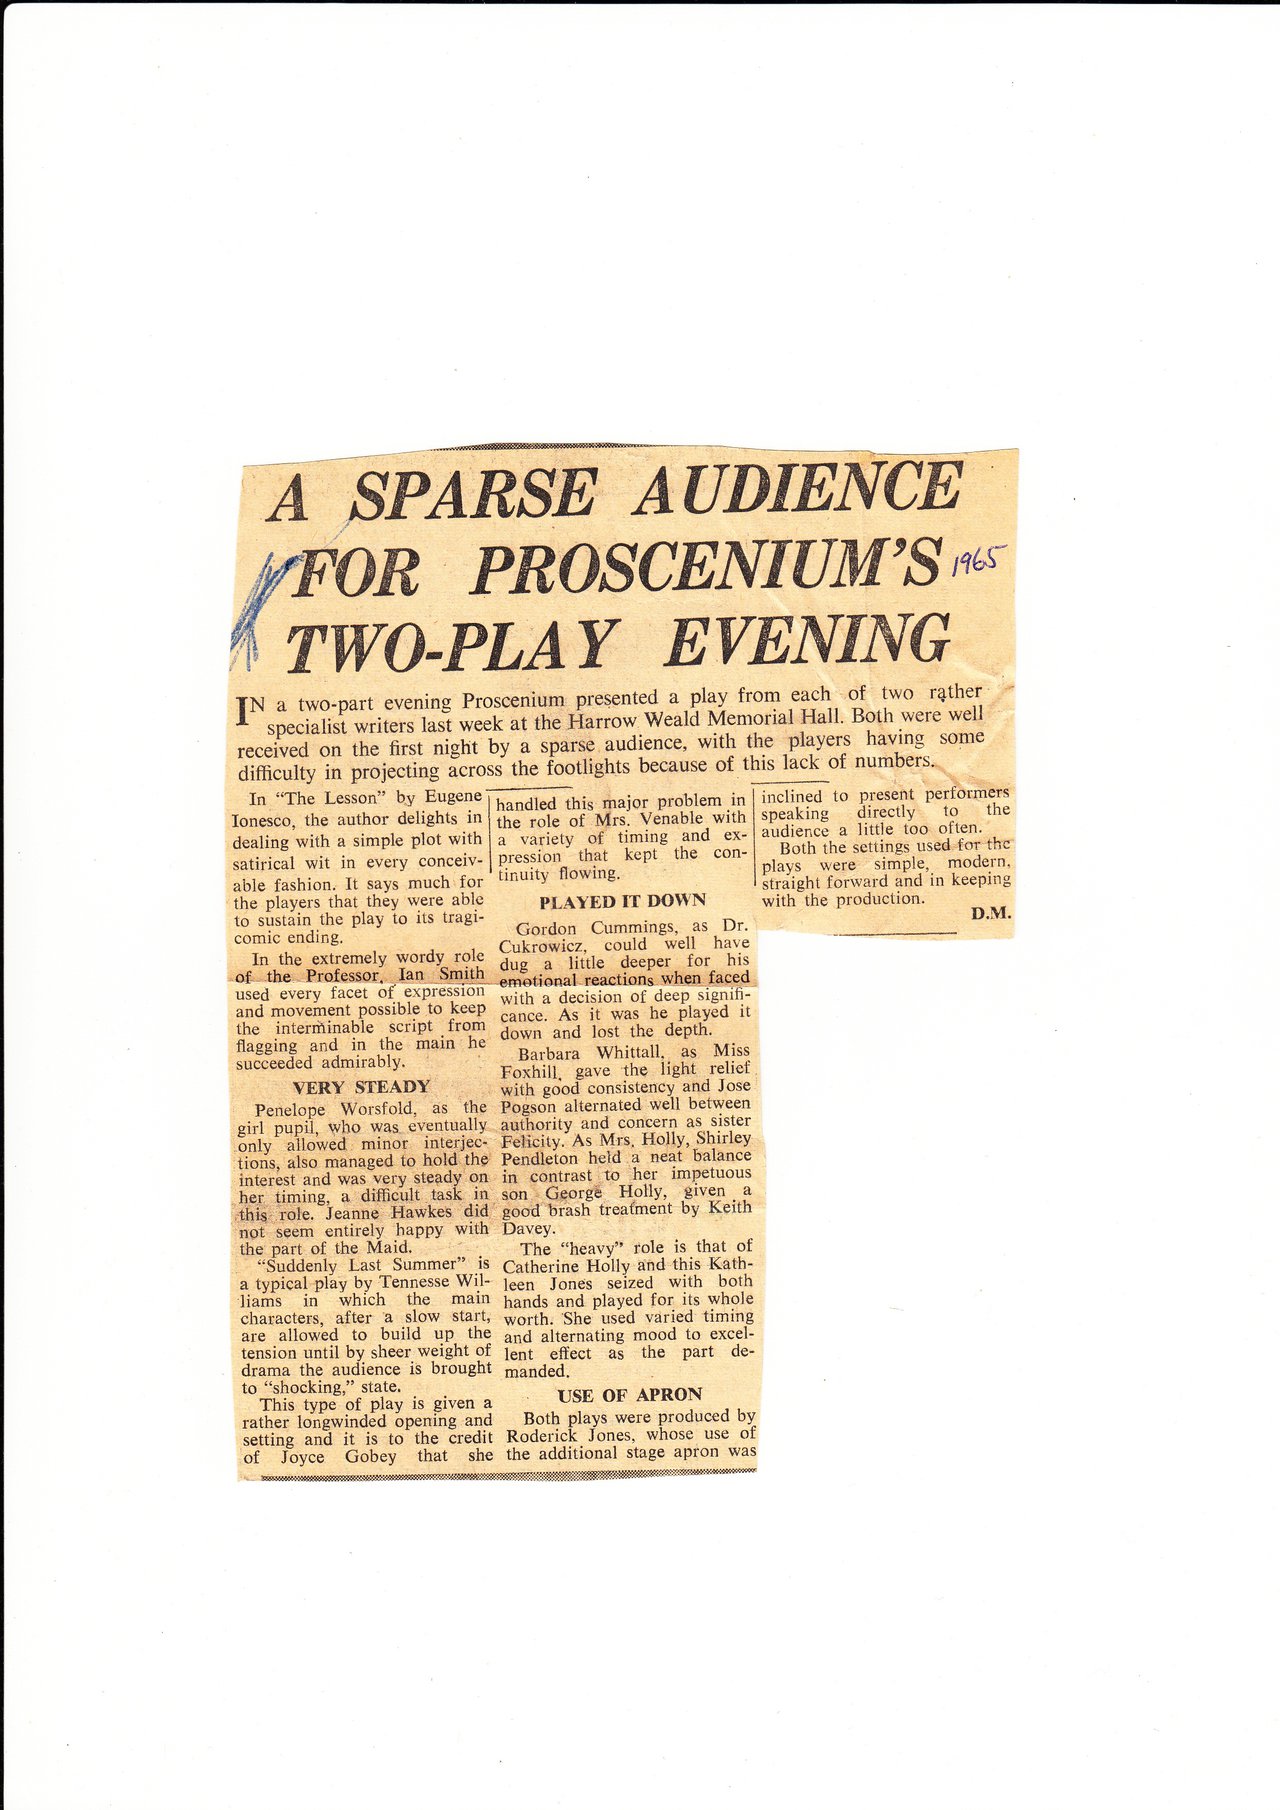 A SPARSE AUDIENCE
FOR PROSCENIUM'S
1965
TWO-PLAY EVENING
IN a two-part evening Proscenium presented a play from each of two rather
specialist writers last week at the Harrow Weald Memorial Hall. Both were well
received on the first night by a sparse audience, with the players having some
difficulty in projecting across the footlights because of this lack of numbers.
In "The Lesson" by Eugene
Ionesco, the author delights in
dealing with a simple plot with
satirical wit in every conceiv-
able fashion. It says much for
the players that they were able
to sustain the play to its tragi-
comic ending.
In the extremely wordy role
of the Professor, Ian Smith
used every facet of expression
and movement possible to keep
the interminable script from
flagging and in the main he
succeeded admirably.
VERY STEADY
Penelope Worsfold, as the
girl pupil, who was eventually
only allowed minor interjec-
tions, also managed to hold the
interest and was very steady on
her timing, a difficult task in
this role. Jeanne Hawkes did
not seem entirely happy with
the part of the Maid.
"Suddenly Last Summer" is
a typical play by Tennesse Wil-
liams in which the main
characters, after a slow start,
are allowed to build up the
tension until by sheer weight of
drama the audience is brought
to "shocking," state.
This type of play is given a
rather longwinded opening and
setting and it is to the credit
of Joyce Gobey that she
handled this major problem in
the role of Mrs. Venable with
a variety of timing and ex-
pression that kept the con-
tinuity flowing.
PLAYED IT DOWN
Gordon Cummings, as Dr.
Cukrowicz, could well have
dug a little deeper for his
emotional reactions when faced
with a decision of deep signifi-
cance. As it was he played it
down and lost the depth.
Barbara Whittall, as Miss
Foxhill, gave the light relief
with good consistency and Jose
Pogson alternated well between
authority and concern as sister
Felicity. As Mrs. Holly, Shirley
Pendleton held a neat balance
in contrast to her impetuous
son George Holly, given a
good brash treatment by Keith
Davey.
The "heavy" role is that of
Catherine Holly and this Kath-
leen Jones seized with both
hands and played for its whole
worth. She used varied timing
and alternating mood to excel-
lent effect as the part de-
manded.
USE OF APRON
Both plays were produced by
Roderick Jones, whose use of
the additional stage apron was
inclined to present performers
speaking directly to the
audience a little too often.
Both the settings used for the
plays were simple, modern,
straight forward and in keeping
with the production.
D.M.